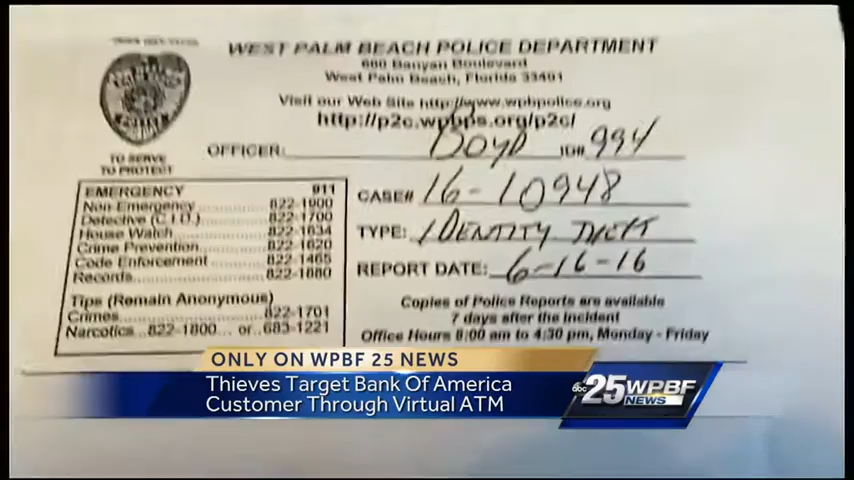 WEST PALM BEACH POLICE DEPARTMENT
600 Banyan Boulevard
West Palm Beach, Florida 33401
Visit our Web Site http://www.wpbpolice.org
http://p2c.wpbps.org/p2c/
TO SERVE
TO PROTECT
OFFICER: Boyd ID# 994
EMERGENCY 911
Non-Emergency 822-1900
Detective (C.I.D.) 822-1700
House Watch 822-1634
Crime Prevention 822-1620
Code Enforcement 822-1465
Records 822-1880
Tips (Remain Anonymous)
Crimes 822-1701
Narcotics...822-1800... or..683-1221
CASE# 16-10948
TYPE: IDENTITY THEFT
REPORT DATE: 6-16-16
Copies of Police Reports are available
7 days after the incident
Office Hours 8:00 am to 4:30 pm, Monday - Friday
ONLY ON WPBF 25 NEWS
Thieves Target Bank Of America
Customer Through Virtual ATM
abc 25 WPBF
NEWS